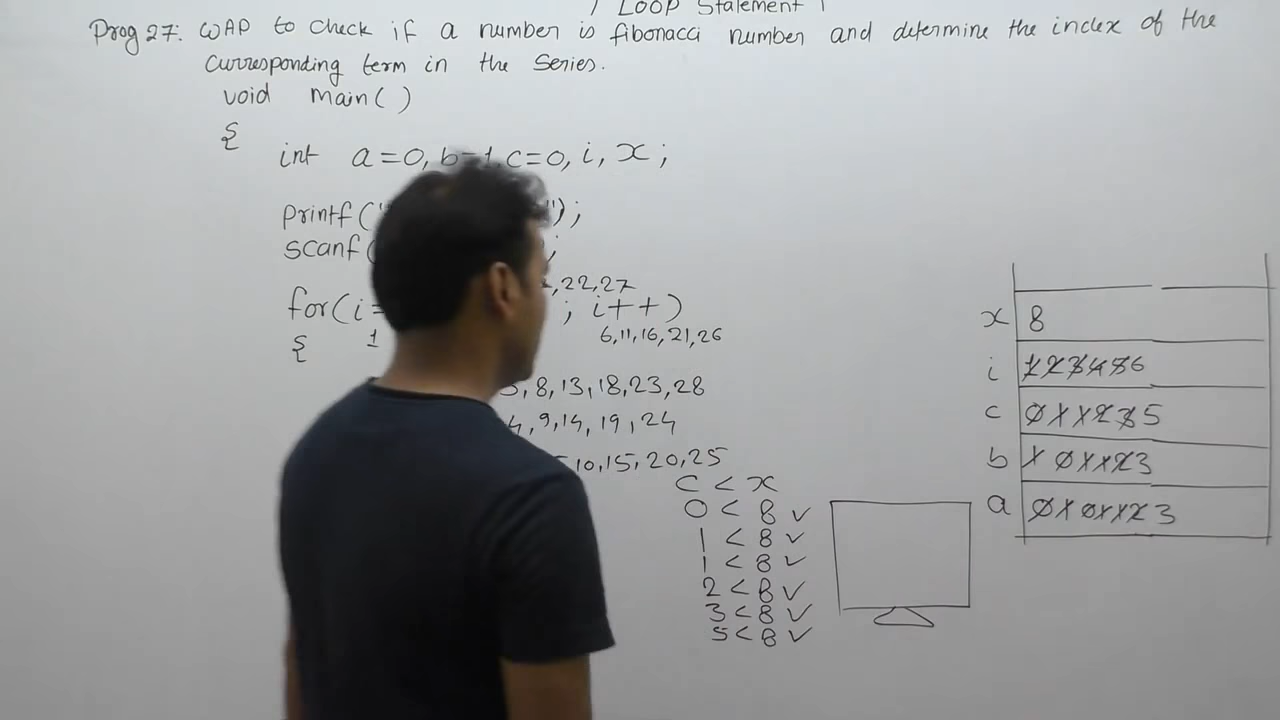 LOOP Statement
Prog 27: WAP to Check if a number is fibonacci number and determine the index of the
Curresponding term in the Series.
void main( )
{
int a=0, b=1, c=0, i, x;
printf(" ");
scanf( ;
,22,27
for(i= ; i++)
1 6,11,16,21,26
{
3, 8, 13, 18, 23, 28
4, 9, 14, 19, 24
10, 15, 20, 25
C < x
0 < 8 ✓
1 < 8 ✓
1 < 8 ✓
2 < 8 ✓
3 < 8 ✓
5 < 8 ✓
x 8
i 1 2 3 4 5 6
c 0 1 1 2 3 5
b 1 0 1 1 2 3
a 0 1 0 1 1 2 3